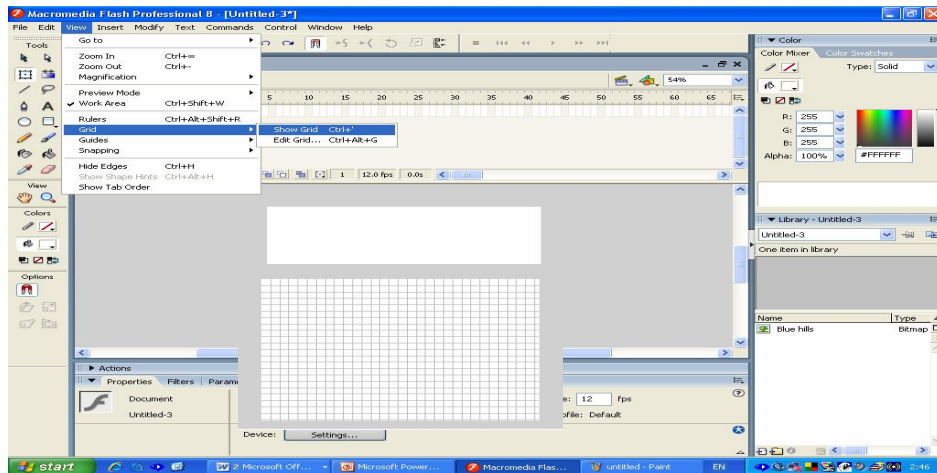 Macromedia Flash Professional 8 - [Untitled-3*]
File Edit View Insert Modify Text Commands Control Window Help
Tools
Go to
Zoom In Ctrl+=
Zoom Out Ctrl+-
Magnification
Preview Mode
Work Area Ctrl+Shift+W
Rulers Ctrl+Alt+Shift+R
Grid
Guides
Snapping
Hide Edges Ctrl+H
Show Shape Hints Ctrl+Alt+H
Show Tab Order
Show Grid Ctrl+'
Edit Grid... Ctrl+Alt+G
54%
5 10 15 20 25 30 35 40 45 50 55 60 65
1 12.0 fps 0.0s
View
Colors
Options
Color
Color Mixer Color Swatches
Type: Solid
R: 255
G: 255
B: 255
Alpha: 100% #FFFFFF
Library - Untitled-3
Untitled-3
One item in library
Name Type
Blue hills Bitmap
Actions
Properties Filters Param
Document
Untitled-3
e: 12 fps
ofile: Default
Device: Settings...
start
2 Microsoft Off...
Microsoft Power...
Macromedia Flas...
untitled - Paint
EN
2:46